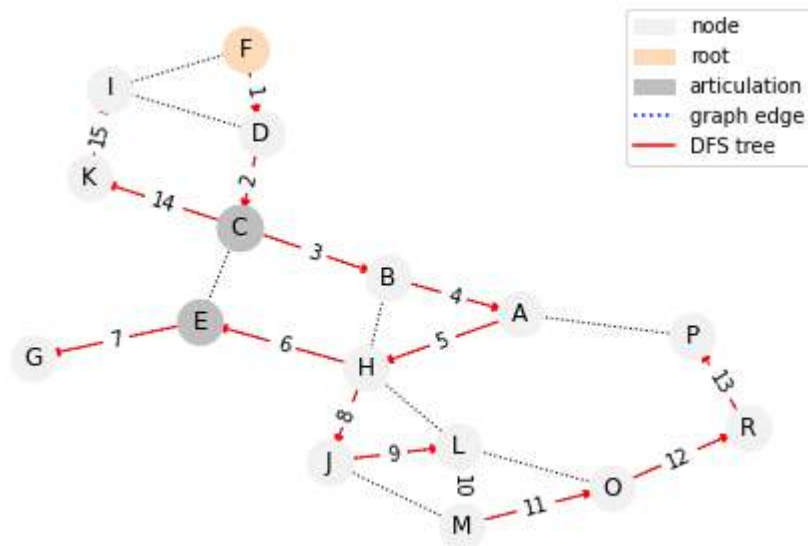 node
root
articulation
graph edge
DFS tree
F
I
1
D
15
K
2
14
C
3
B
4
A
E
6
5
P
7
G
H
13
8
R
L
J
9
12
10
O
11
M